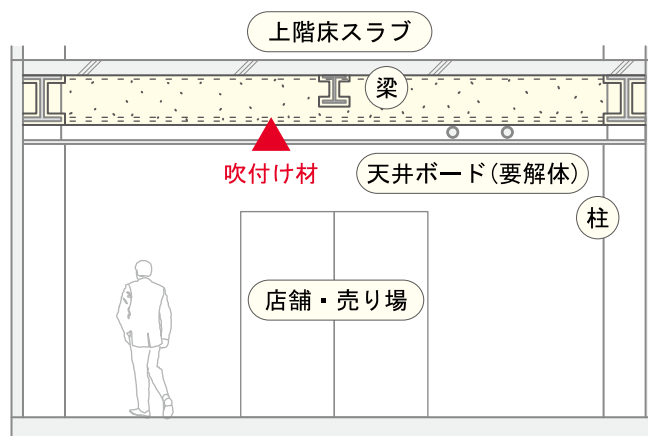 上階床スラブ
梁
吹付け材
天井ボード(要解体)
柱
店舗・売り場